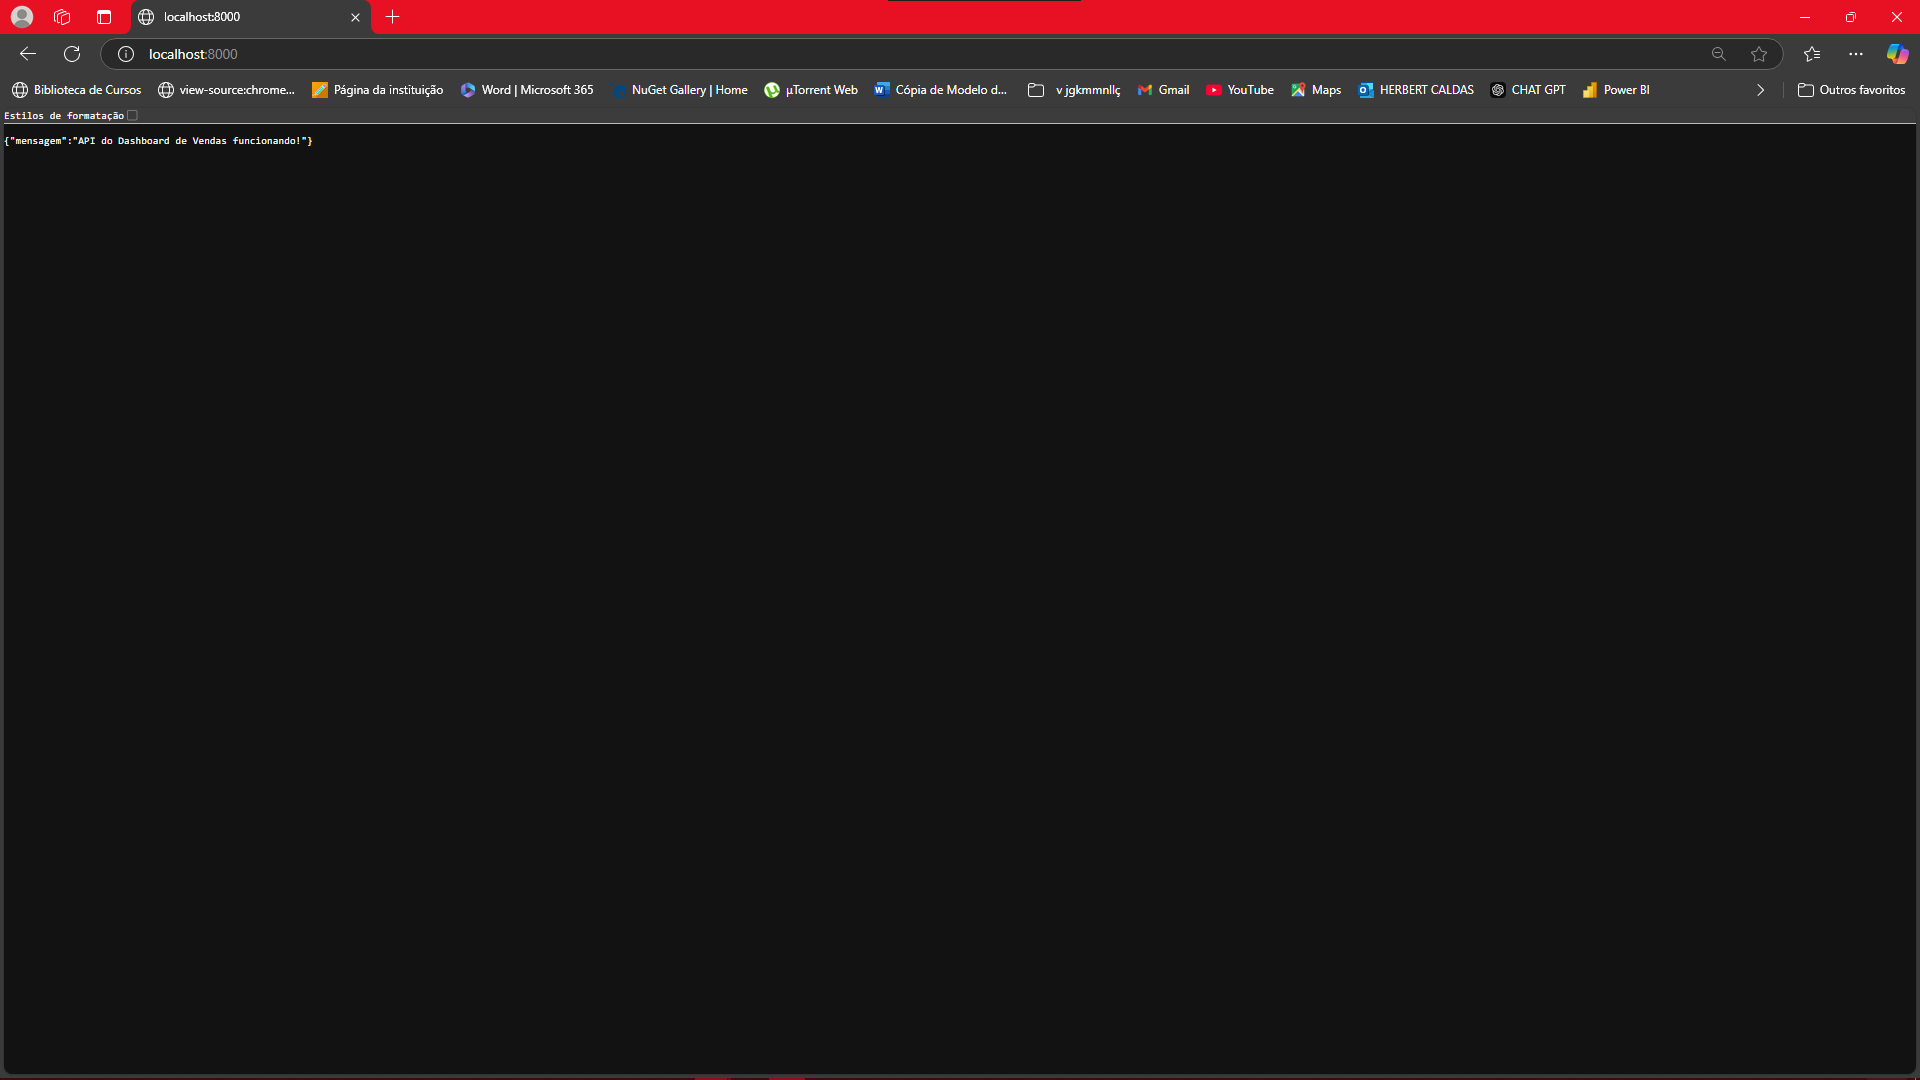 localhost:8000
localhost:8000
Biblioteca de Cursos
view-source:chrome...
Página da instituição
Word | Microsoft 365
NuGet Gallery | Home
µTorrent Web
Cópia de Modelo d...
v jgkmmnllç
Gmail
YouTube
Maps
HERBERT CALDAS
CHAT GPT
Power BI
Outros favoritos
Estilos de formatação
{"mensagem":"API do Dashboard de Vendas funcionando!"}